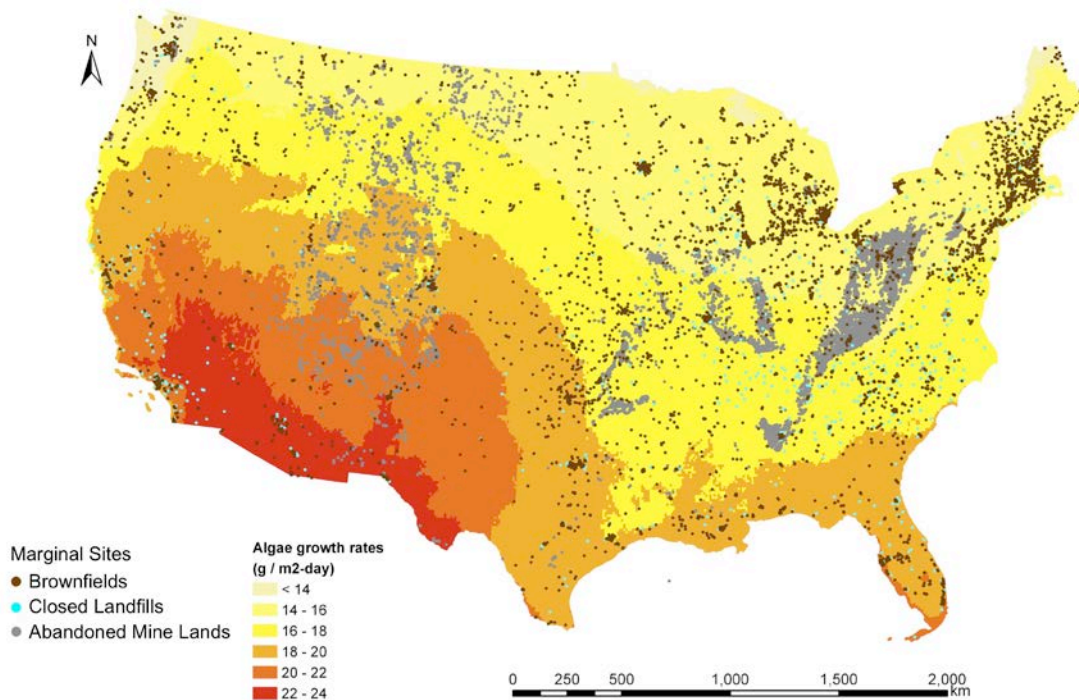 N
Marginal Sites
Brownfields
Closed Landfills
Abandoned Mine Lands
Algae growth rates
(g / m2-day)
< 14
14 - 16
16 - 18
18 - 20
20 - 22
22 - 24
0 500 1,000 1,500 2,000
km